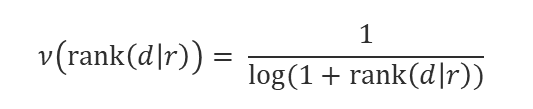 ν(rank(d|r)) = 1 / log(1 + rank(d|r))